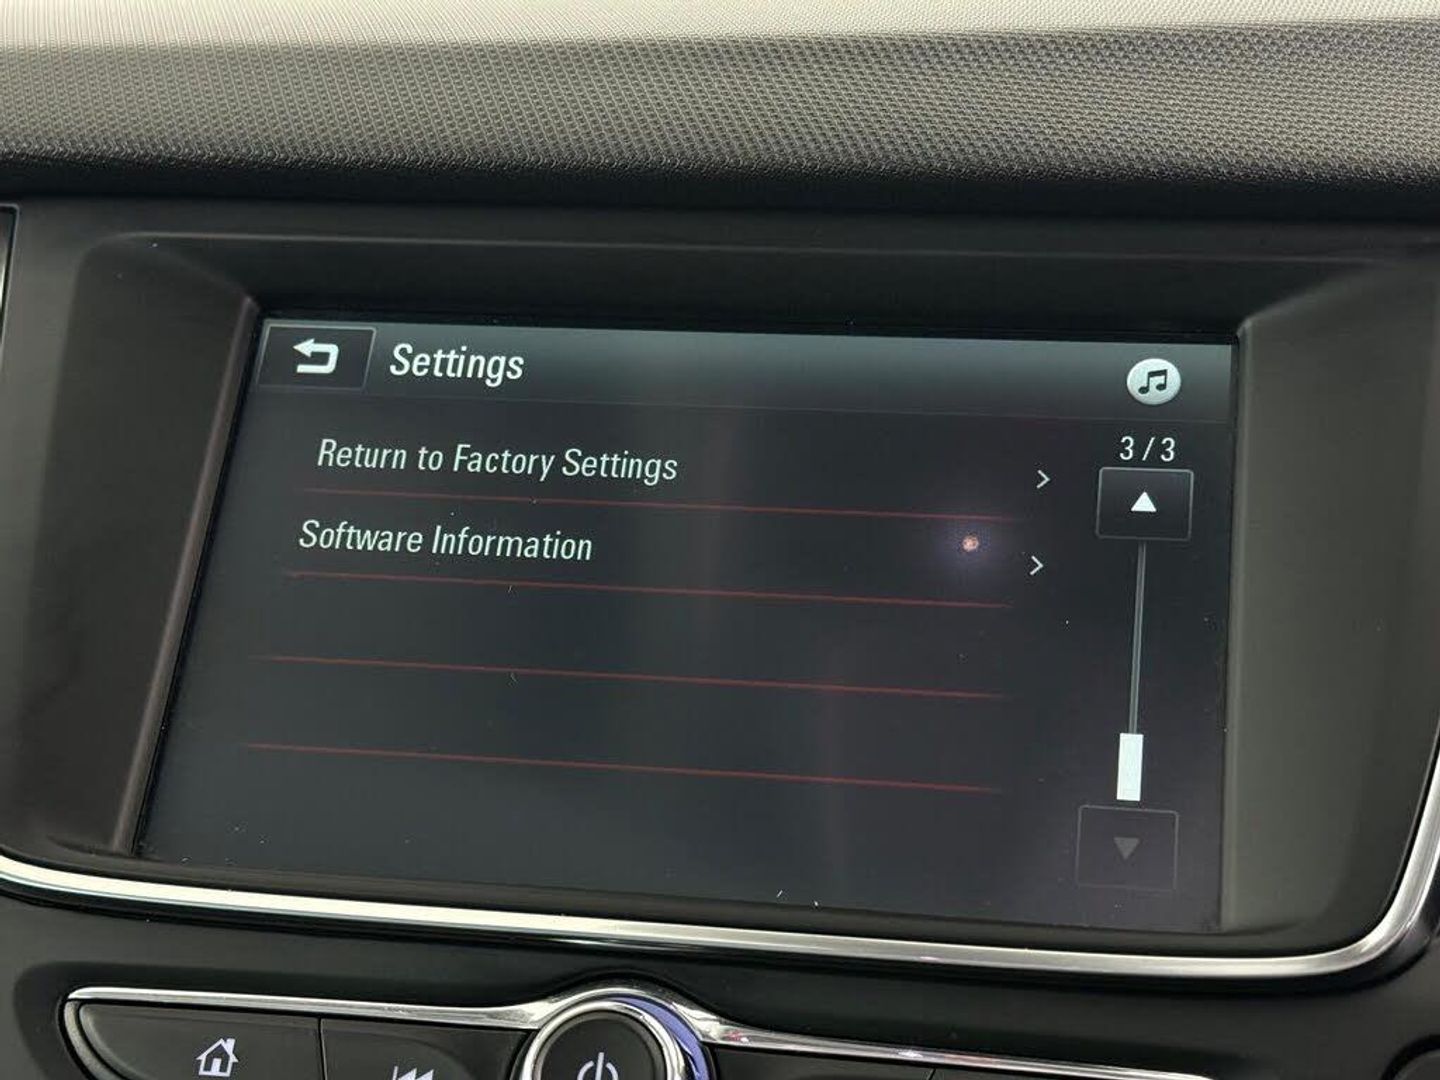 Settings
3 / 3
Return to Factory Settings
Software Information